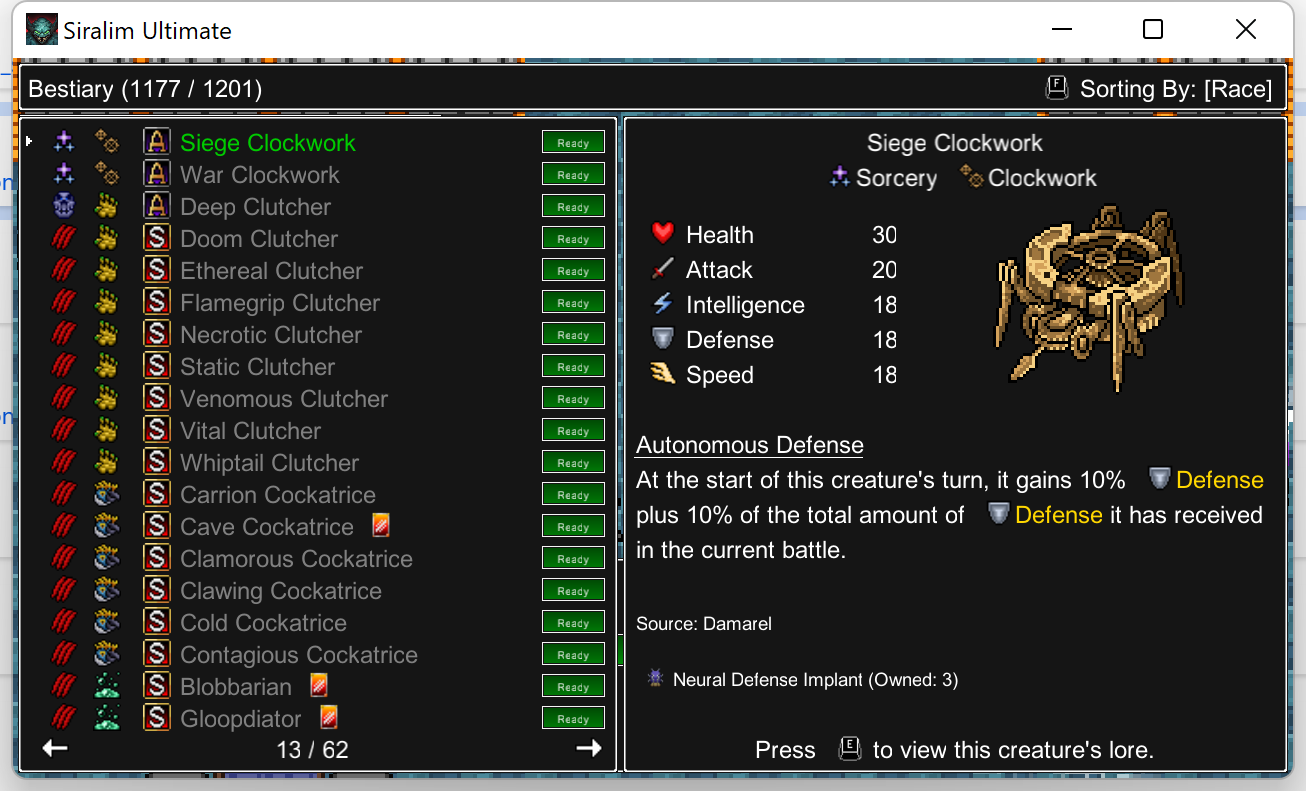 Siralim Ultimate
Bestiary (1177 / 1201)
F Sorting By: [Race]
A Siege Clockwork Ready
A War Clockwork Ready
A Deep Clutcher Ready
S Doom Clutcher Ready
S Ethereal Clutcher Ready
S Flamegrip Clutcher Ready
S Necrotic Clutcher Ready
S Static Clutcher Ready
S Venomous Clutcher Ready
S Vital Clutcher Ready
S Whiptail Clutcher Ready
S Carrion Cockatrice Ready
S Cave Cockatrice Ready
S Clamorous Cockatrice Ready
S Clawing Cockatrice Ready
S Cold Cockatrice Ready
S Contagious Cockatrice Ready
S Blobbarian Ready
S Gloopdiator Ready
13 / 62
Siege Clockwork
Sorcery Clockwork
Health 30
Attack 20
Intelligence 18
Defense 18
Speed 18
Autonomous Defense
At the start of this creature's turn, it gains 10% Defense
plus 10% of the total amount of Defense it has received
in the current battle.
Source: Damarel
Neural Defense Implant (Owned: 3)
Press E to view this creature's lore.